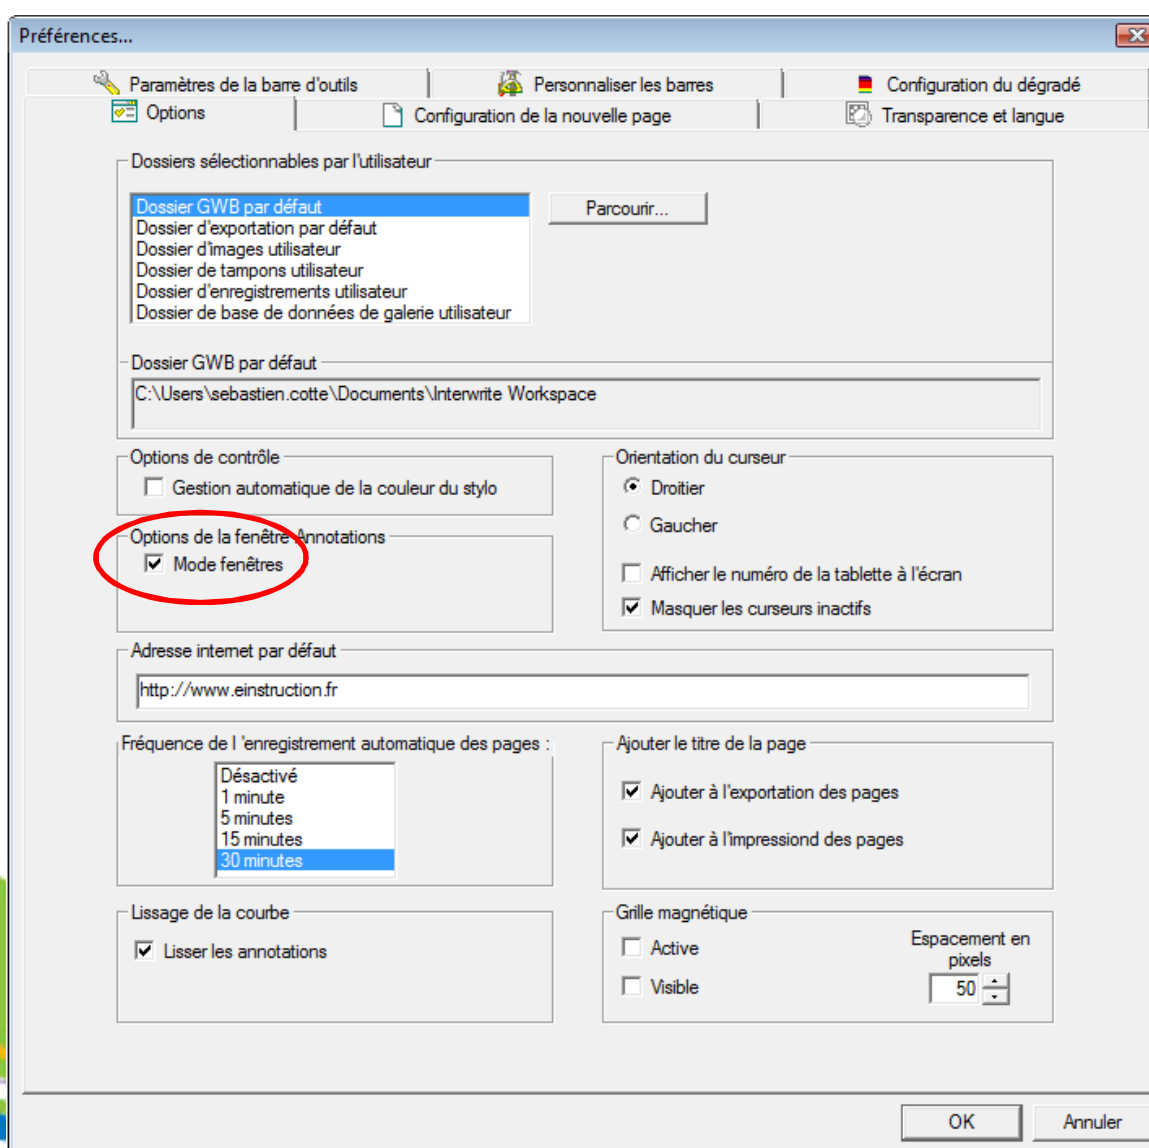 Préférences...
Paramètres de la barre d'outils
Personnaliser les barres
Configuration du dégradé
Options
Configuration de la nouvelle page
Transparence et langue
Dossiers sélectionnables par l'utilisateur
Dossier GWB par défaut
Dossier d'exportation par défaut
Dossier d'images utilisateur
Dossier de tampons utilisateur
Dossier d'enregistrements utilisateur
Dossier de base de données de galerie utilisateur
Parcourir...
Dossier GWB par défaut
C:\Users\sebastien.cotte\Documents\Interwrite Workspace
Options de contrôle
Gestion automatique de la couleur du stylo
Orientation du curseur
Droitier
Gaucher
Afficher le numéro de la tablette à l'écran
Masquer les curseurs inactifs
Options de la fenêtre Annotations
Mode fenêtres
Adresse internet par défaut
http://www.einstruction.fr
Fréquence de l 'enregistrement automatique des pages :
Désactivé
1 minute
5 minutes
15 minutes
30 minutes
Ajouter le titre de la page
Ajouter à l'exportation des pages
Ajouter à l'impressiond des pages
Lissage de la courbe
Lisser les annotations
Grille magnétique
Active
Visible
Espacement en
pixels
50
OK
Annuler